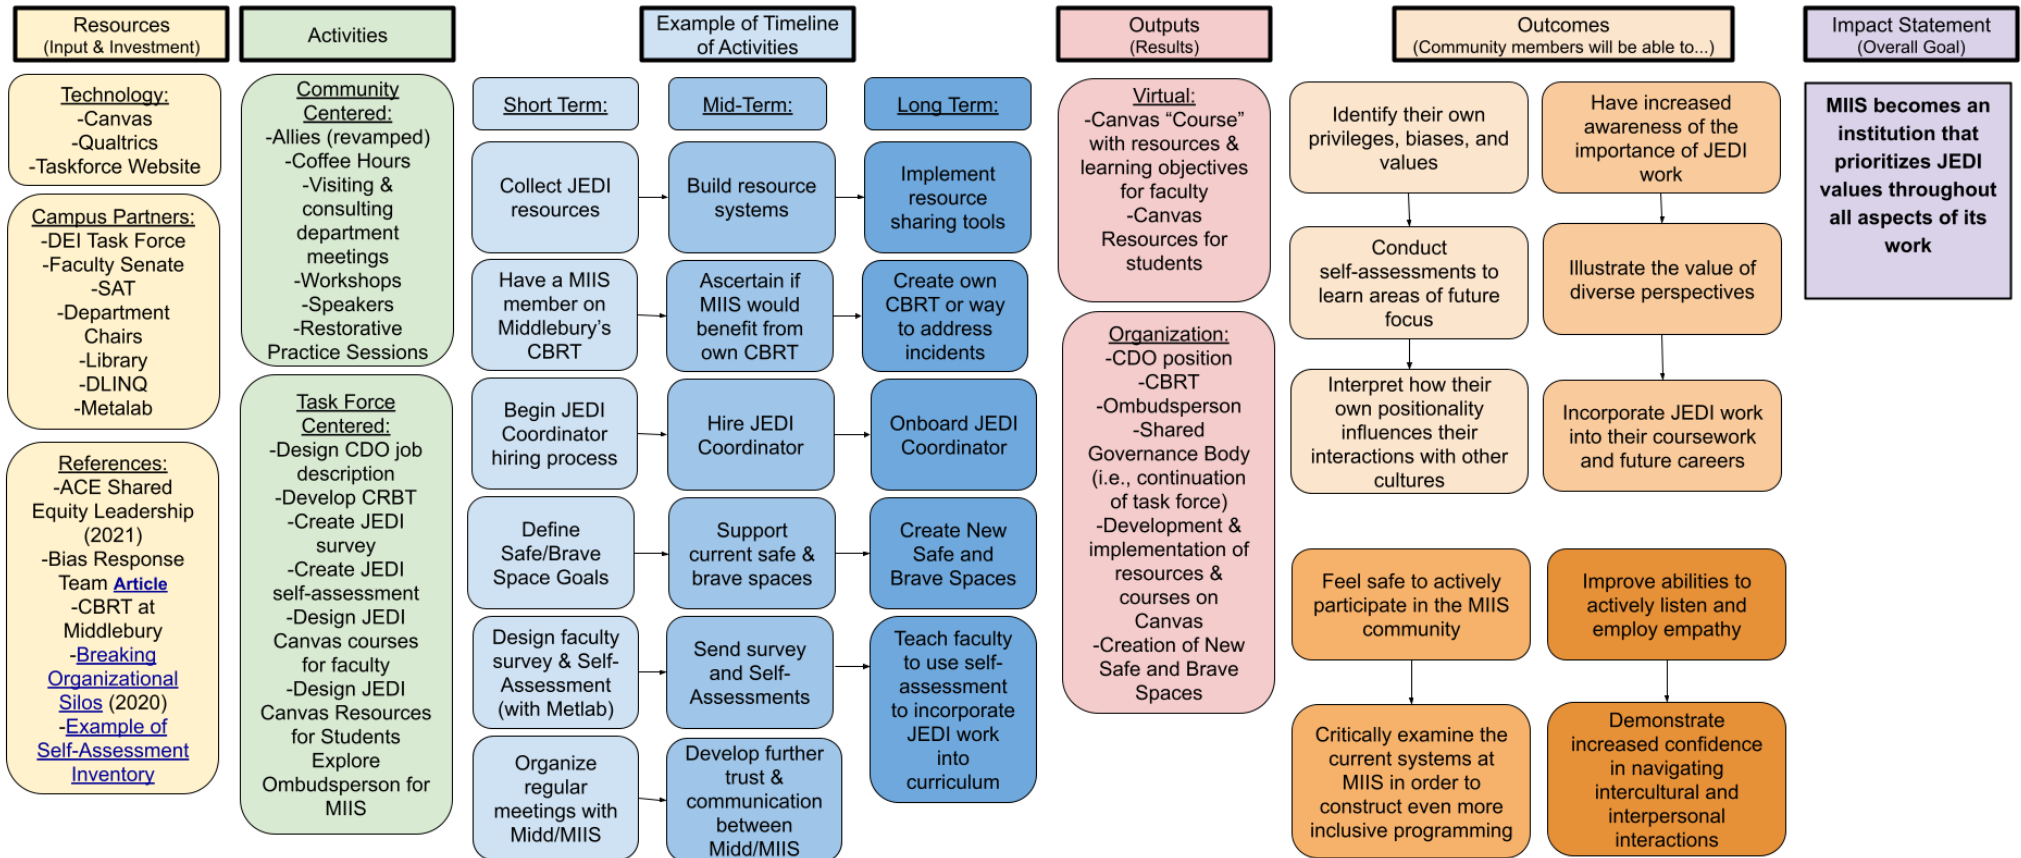 Resources
(Input & Investment)
Technology:
-Canvas
-Qualtrics
-Taskforce Website
Campus Partners:
-DEI Task Force
-Faculty Senate
-SAT
-Department
Chairs
-Library
-DLINQ
-Metalab
References:
-ACE Shared
Equity Leadership
(2021)
-Bias Response
Team Article
-CBRT at
Middlebury
-Breaking
Organizational
Silos (2020)
-Example of
Self-Assessment
Inventory
Activities
Community
Centered:
-Allies (revamped)
-Coffee Hours
-Visiting &
consulting
department
meetings
-Workshops
-Speakers
-Restorative
Practice Sessions
Task Force
Centered:
-Design CDO job
description
-Develop CRBT
-Create JEDI
survey
-Create JEDI
self-assessment
-Design JEDI
Canvas courses
for faculty
-Design JEDI
Canvas Resources
for Students
Explore
Ombudsperson for
MIIS
Example of Timeline
of Activities
Short Term:
Mid-Term:
Long Term:
Collect JEDI
resources
Build resource
systems
Implement
resource
sharing tools
Have a MIIS
member on
Middlebury's
CBRT
Ascertain if
MIIS would
benefit from
own CBRT
Create own
CBRT or way
to address
incidents
Begin JEDI
Coordinator
hiring process
Hire JEDI
Coordinator
Onboard JEDI
Coordinator
Define
Safe/Brave
Space Goals
Support
current safe &
brave spaces
Create New
Safe and
Brave Spaces
Design faculty
survey & Self-
Assessment
(with Metlab)
Send survey
and Self-
Assessments
Teach faculty
to use self-
assessment
to incorporate
JEDI work
into
curriculum
Organize
regular
meetings with
Midd/MIIS
Develop further
trust &
communication
between
Midd/MIIS
Outputs
(Results)
Virtual:
-Canvas “Course”
with resources &
learning objectives
for faculty
-Canvas
Resources for
students
Organization:
-CDO position
-CBRT
-Ombudsperson
-Shared
Governance Body
(i.e., continuation
of task force)
-Development &
implementation of
resources &
courses on
Canvas
-Creation of New
Safe and Brave
Spaces
Outcomes
(Community members will be able to...)
Identify their own
privileges, biases, and
values
Conduct
self-assessments to
learn areas of future
focus
Interpret how their
own positionality
influences their
interactions with other
cultures
Have increased
awareness of the
importance of JEDI
work
Illustrate the value of
diverse perspectives
Incorporate JEDI work
into their coursework
and future careers
Feel safe to actively
participate in the MIIS
community
Critically examine the
current systems at
MIIS in order to
construct even more
inclusive programming
Improve abilities to
actively listen and
employ empathy
Demonstrate
increased confidence
in navigating
intercultural and
interpersonal
interactions
Impact Statement
(Overall Goal)
MIIS becomes an
institution that
prioritizes JEDI
values throughout
all aspects of its
work